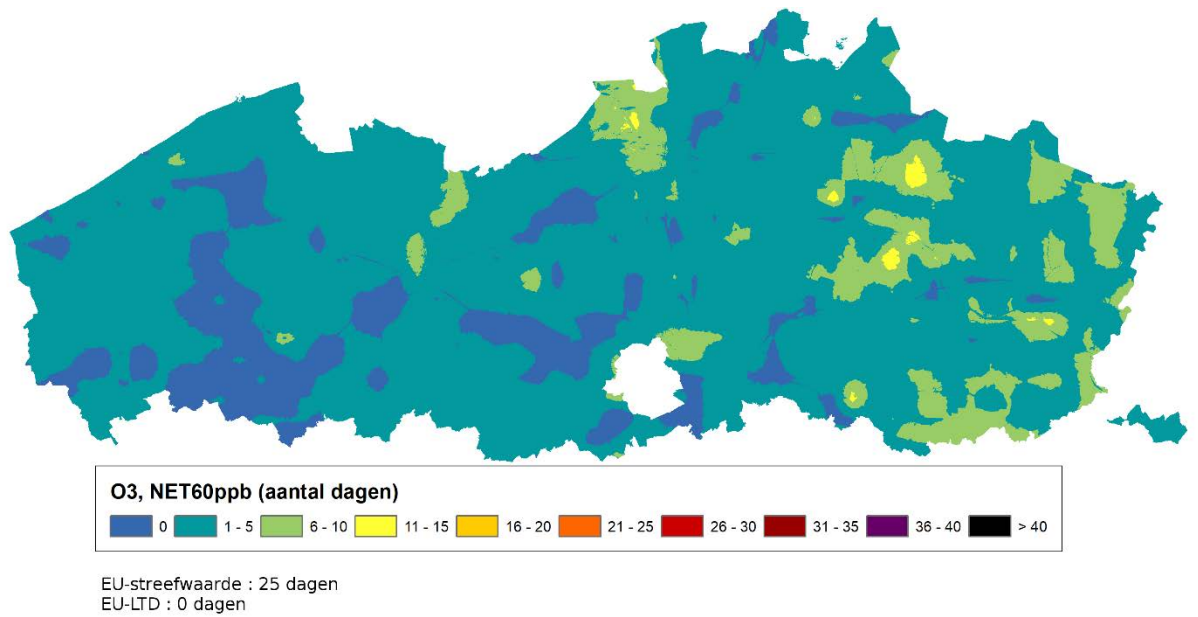 O3, NET60ppb (aantal dagen)
0 1 - 5 6 - 10 11 - 15 16 - 20 21 - 25 26 - 30 31 - 35 36 - 40 > 40
EU-streefwaarde : 25 dagen
EU-LTD : 0 dagen